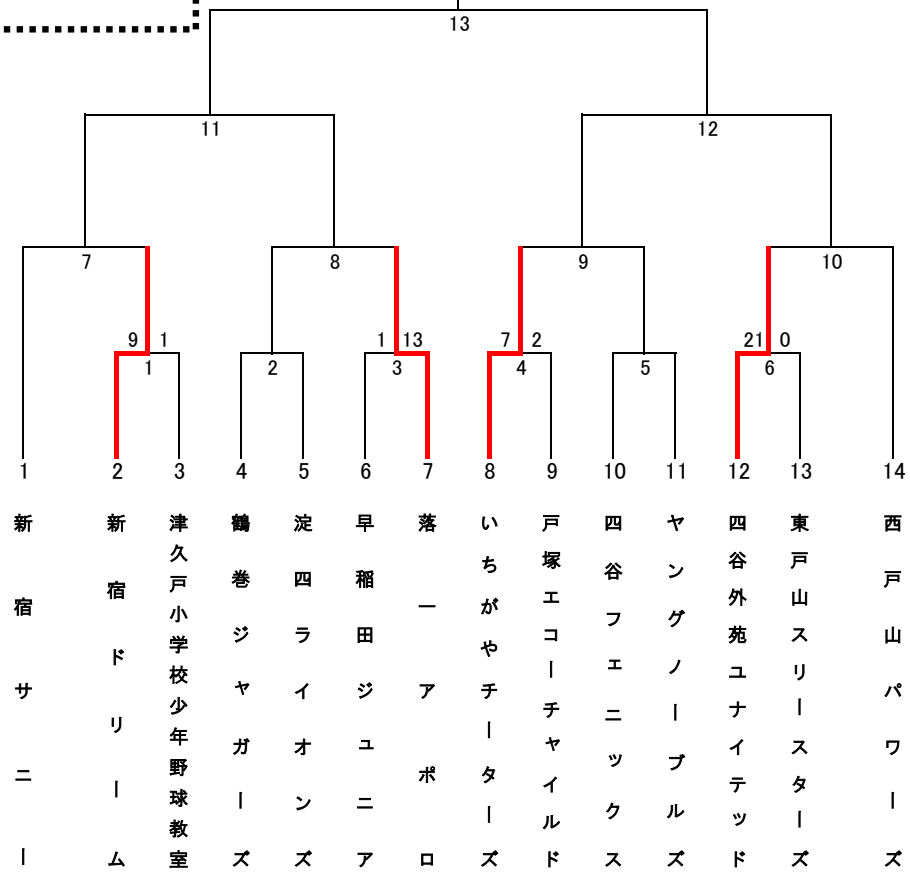 13
11
12
7
8
9
10
9 1
1 13
7 2
21 0
1
2
3
4
5
6
1
2
3
4
5
6
7
8
9
10
11
12
13
14
新宿サニー
新宿ドリーム
津久戸小学校少年野球教室
鶴巻ジャガーズ
淀四ライオンズ
早稲田ジュニア
落一アポロ
いちがやチーターズ
戸塚エコーチャイルド
四谷フェニックス
ヤングノーブルズ
四谷外苑ユナイテッド
東戸山スリースターズ
西戸山パワーズ